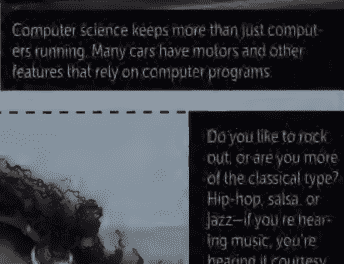 Computer science keeps more than just comput-
ers running. Many cars have motors and other
features that rely on computer programs.
Do you like to rock
out, or are you more
of the classical type?
Hip-hop, salsa, or
jazz—if you're hear-
ing music, you're
hearing it courtesy